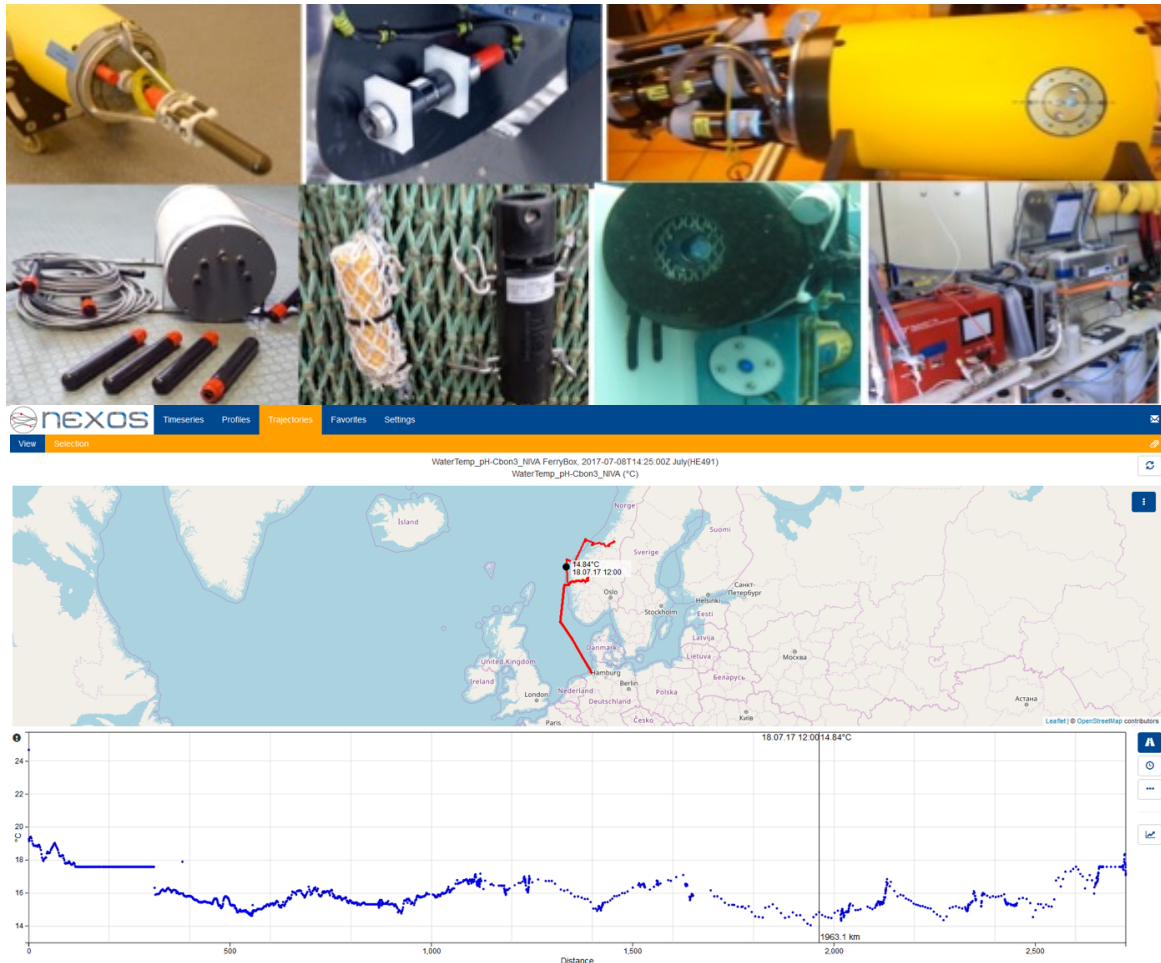 nexos Timeseries Profiles Trajectories Favorites Settings
View Selection
WaterTemp_pH-Cbon3_NIVA FerryBox, 2017-07-08T14:25:00Z July(HE491)
WaterTemp_pH-Cbon3_NIVA (°C)
Norge
Ísland
Suomi
Sverige
14.84°C
18.07.17 12:00
Oslo
Санкт-
Петербург
Helsinki
Stockholm
Eesti
Latvija
Danmark
Lietuva
Москва
United Kingdom
Hamburg
Беларусь
Ireland
Berlin
London
Nederland
Polska
Deutschland
Астана
Paris
Česko
Київ
Leaflet | © OpenStreetMap contributors
18.07.17 12:00 14.84°C
24
22
20
°C
18
16
14
1963.1 km
0 500 1,000 1,500 2,000 2,500
Distance